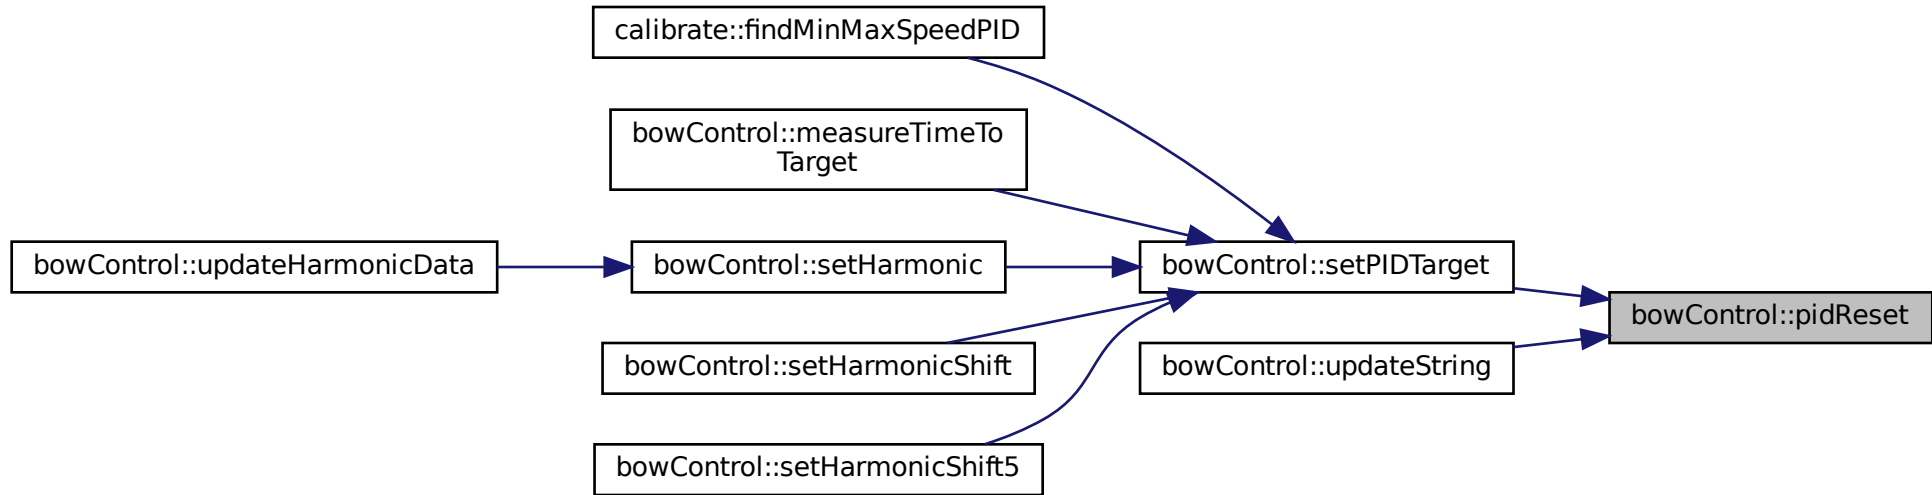 calibrate::findMinMaxSpeedPID
bowControl::measureTimeTo
Target
bowControl::updateHarmonicData
bowControl::setHarmonic
bowControl::setPIDTarget
bowControl::pidReset
bowControl::setHarmonicShift
bowControl::updateString
bowControl::setHarmonicShift5